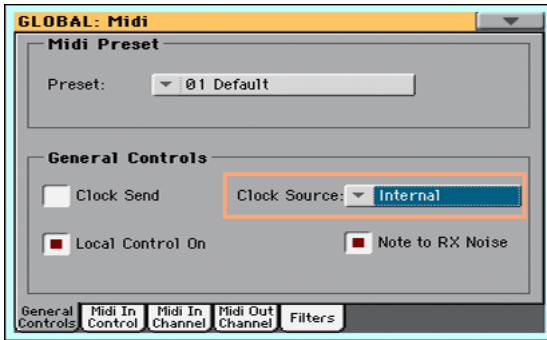 GLOBAL: Midi
Midi Preset
Preset: 01 Default
General Controls
Clock Send Clock Source: Internal
Local Control On Note to RX Noise
General Controls Midi In Control Midi In Channel Midi Out Channel Filters